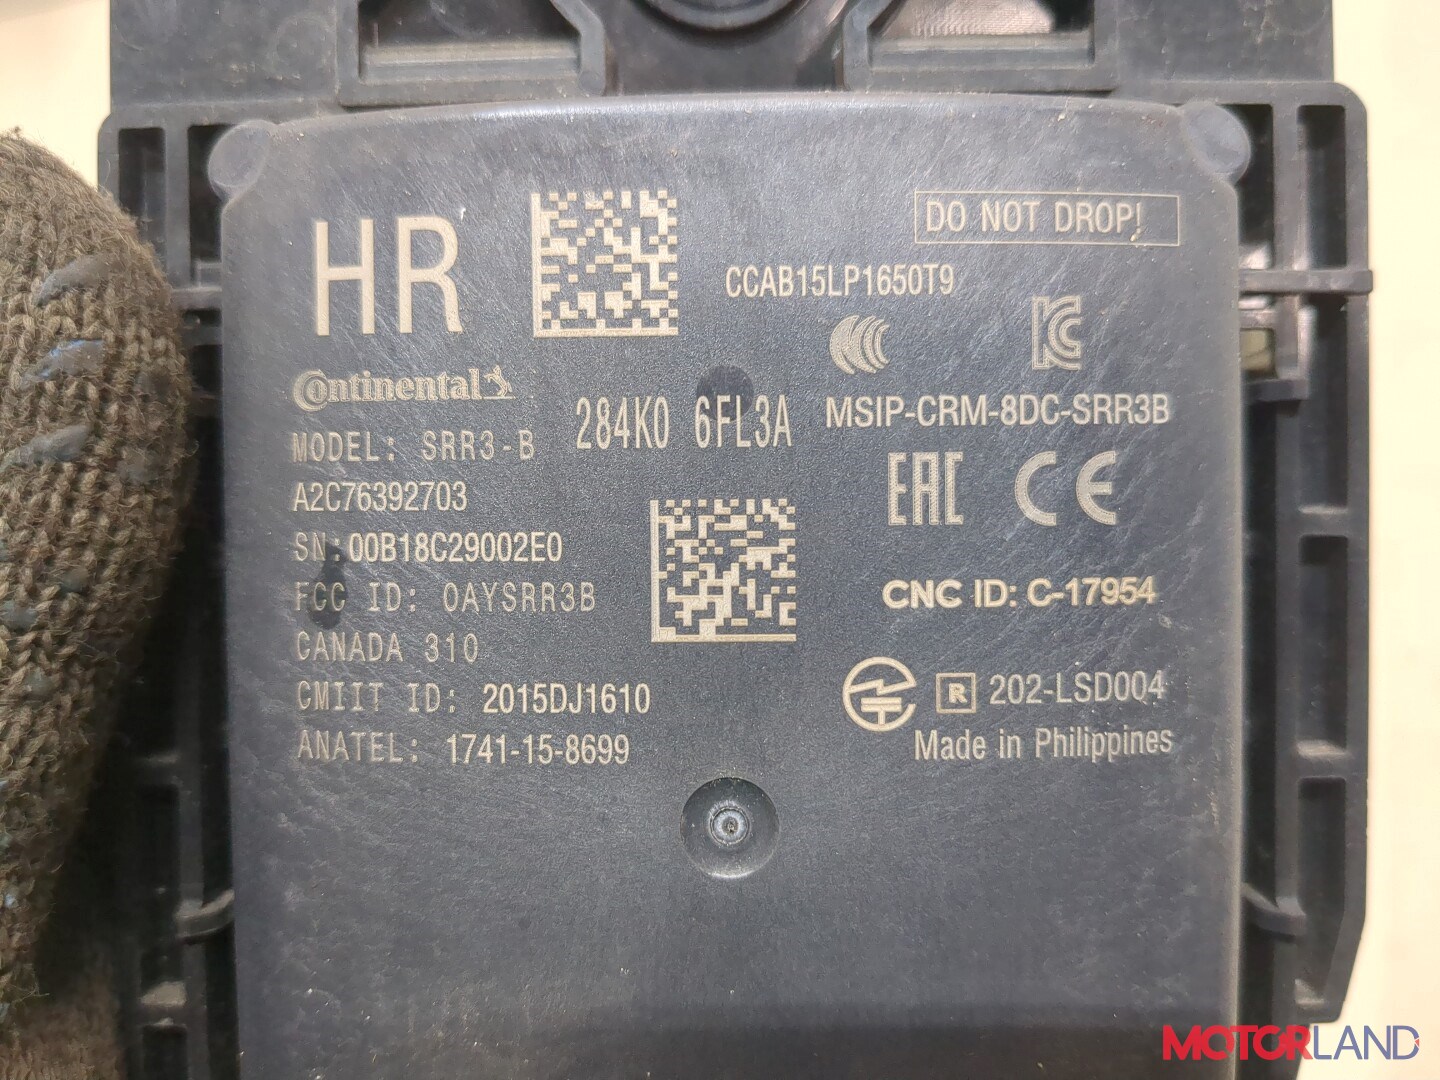 HR
DO NOT DROP!
CCAB15LP1650T9
Continental
MODEL: SRR3-B
284K0 6FL3A
MSIP-CRM-8DC-SRR3B
A2C76392703
EAC CE
SN:00B18C29002E0
FCC ID: OAYSRR3B
CNC ID: C-17954
CANADA 310
CMIIT ID: 2015DJ1610
R 202-LSD004
ANATEL: 1741-15-8699
Made in Philippines
MOTORLAND